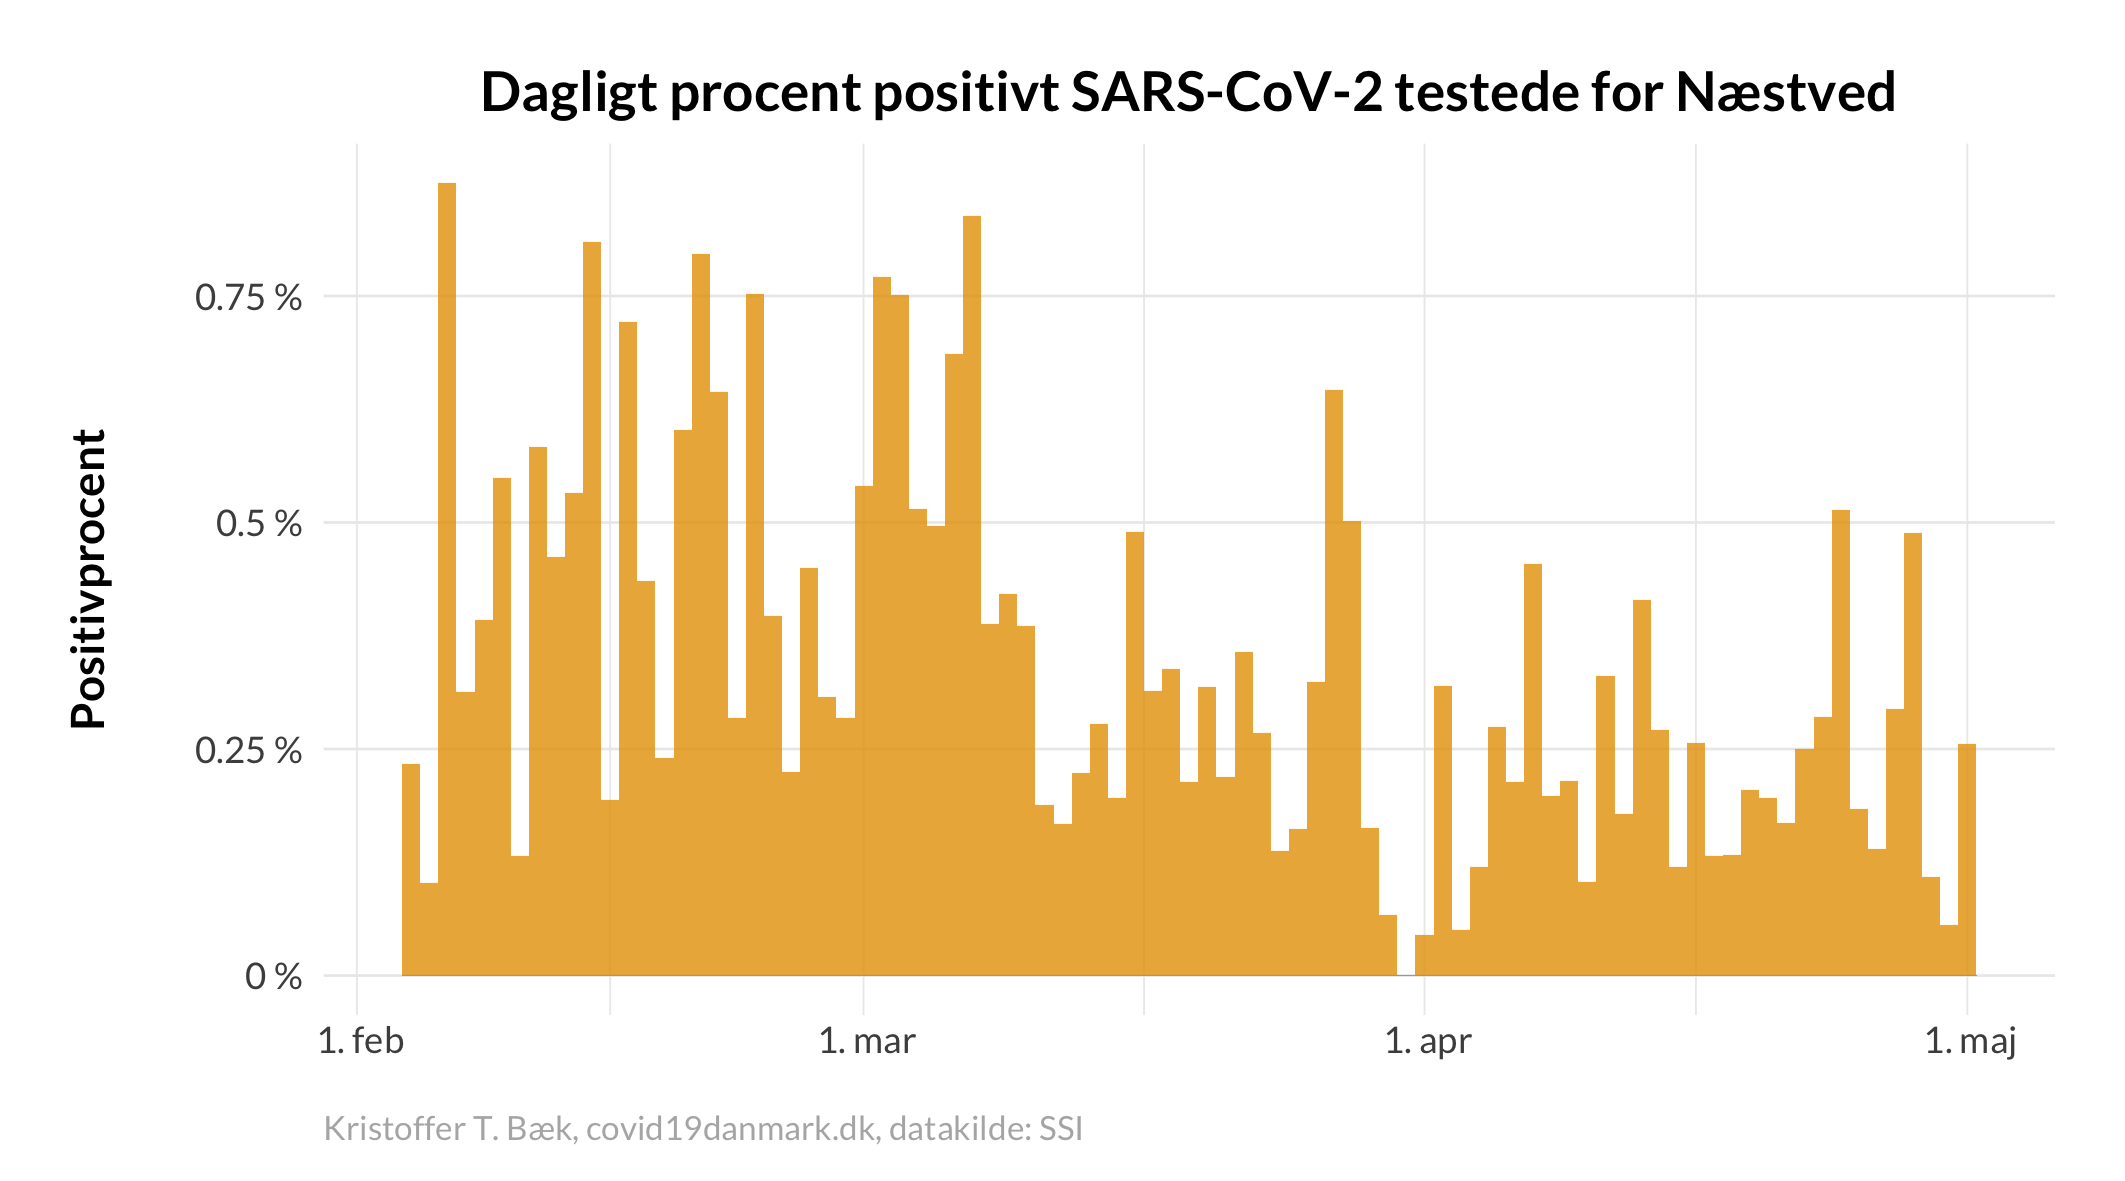 Dagligt procent positivt SARS-CoV-2 testede for Næstved
Positivprocent
0.75 %
0.5 %
0.25 %
0 %
1. feb
1. mar
1. apr
1. maj
Kristoffer T. Bæk, covid19danmark.dk, datakilde: SSI